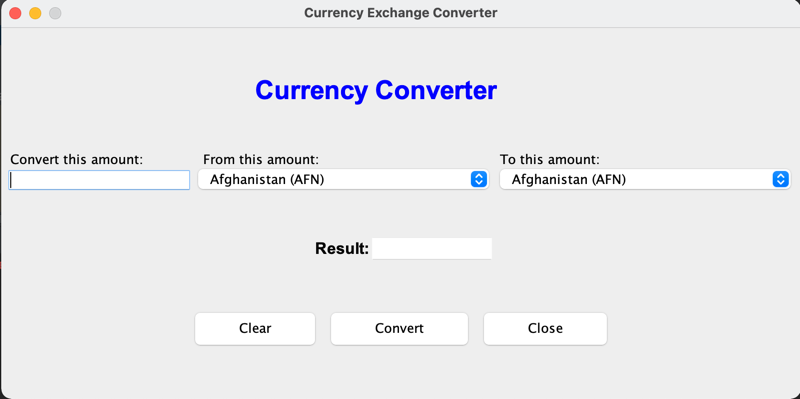 Currency Exchange Converter
Currency Converter
Convert this amount: From this amount: To this amount:
Afghanistan (AFN) Afghanistan (AFN)
Result:
Clear Convert Close